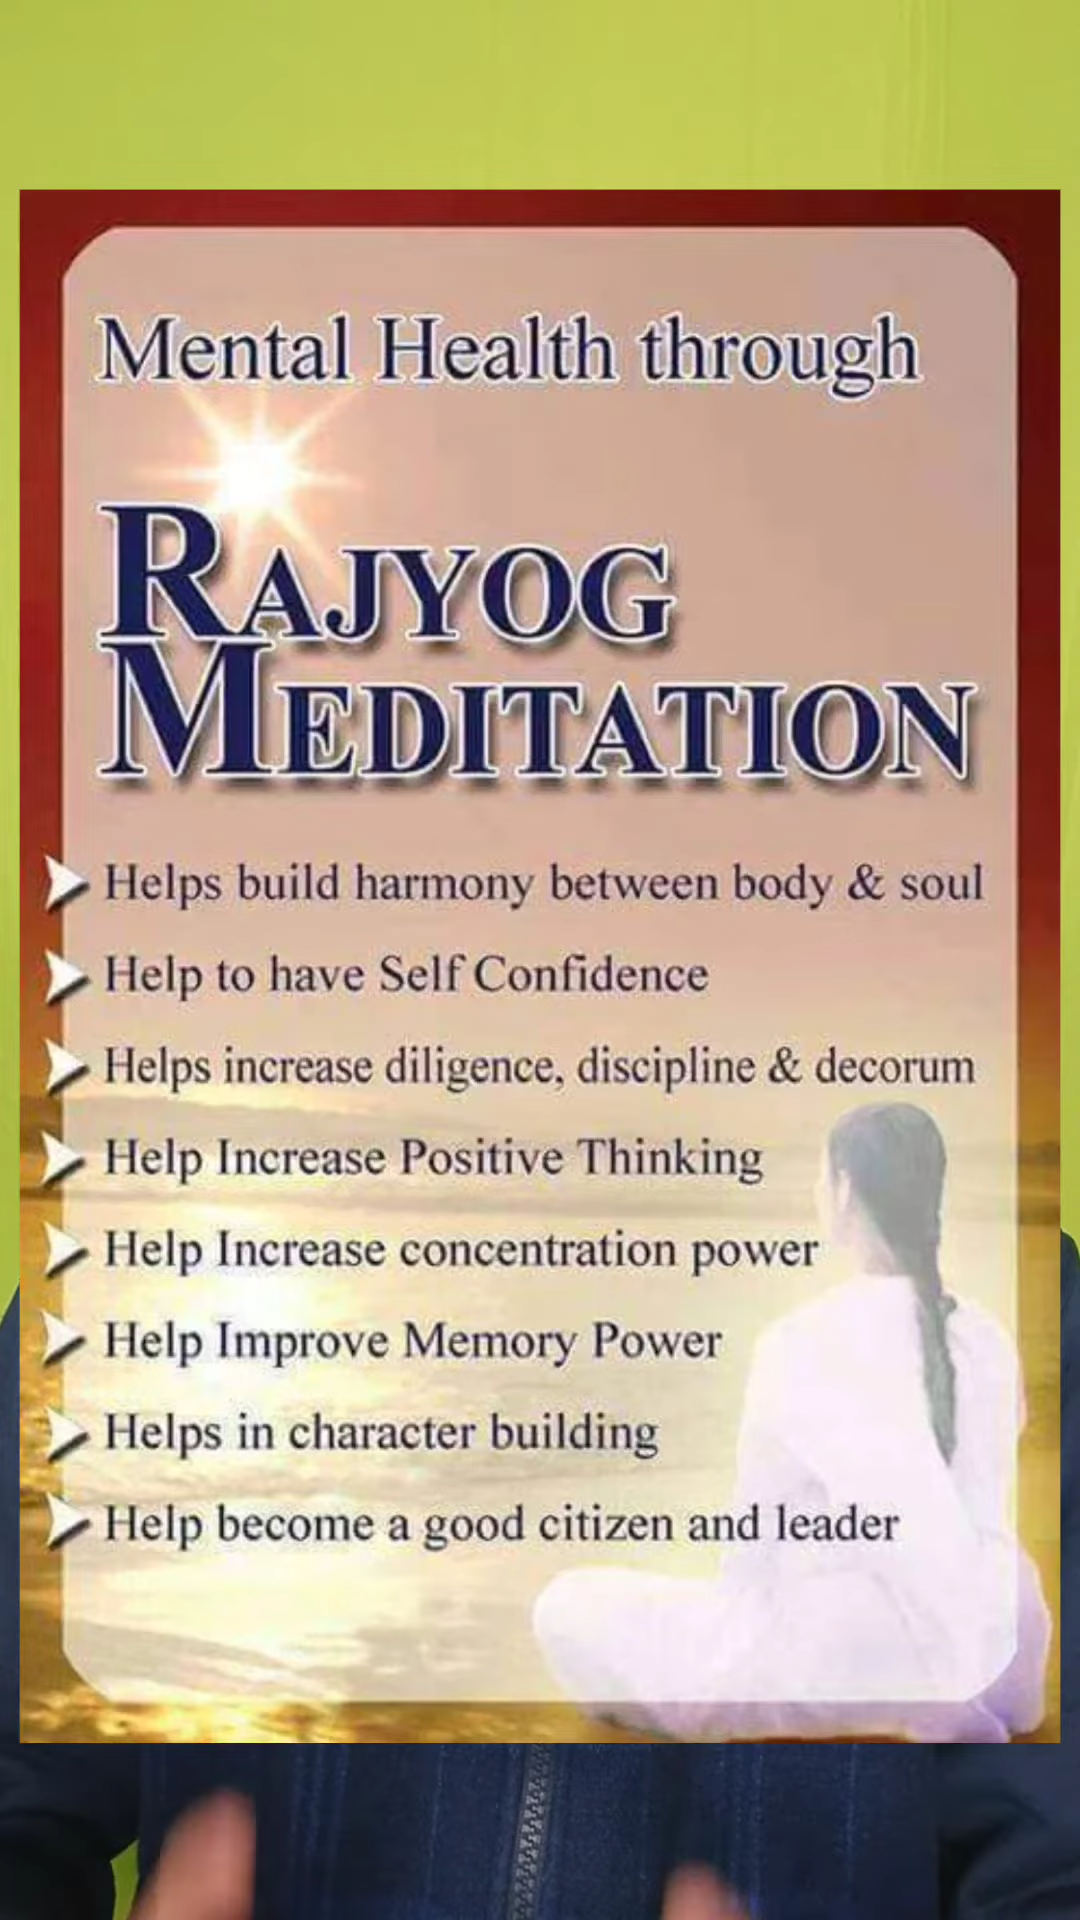 Mental Health through
RAJYOG
MEDITATION
Helps build harmony between body & soul
Help to have Self Confidence
Helps increase diligence, discipline & decorum
Help Increase Positive Thinking
Help Increase concentration power
Help Improve Memory Power
Helps in character building
Help become a good citizen and leader